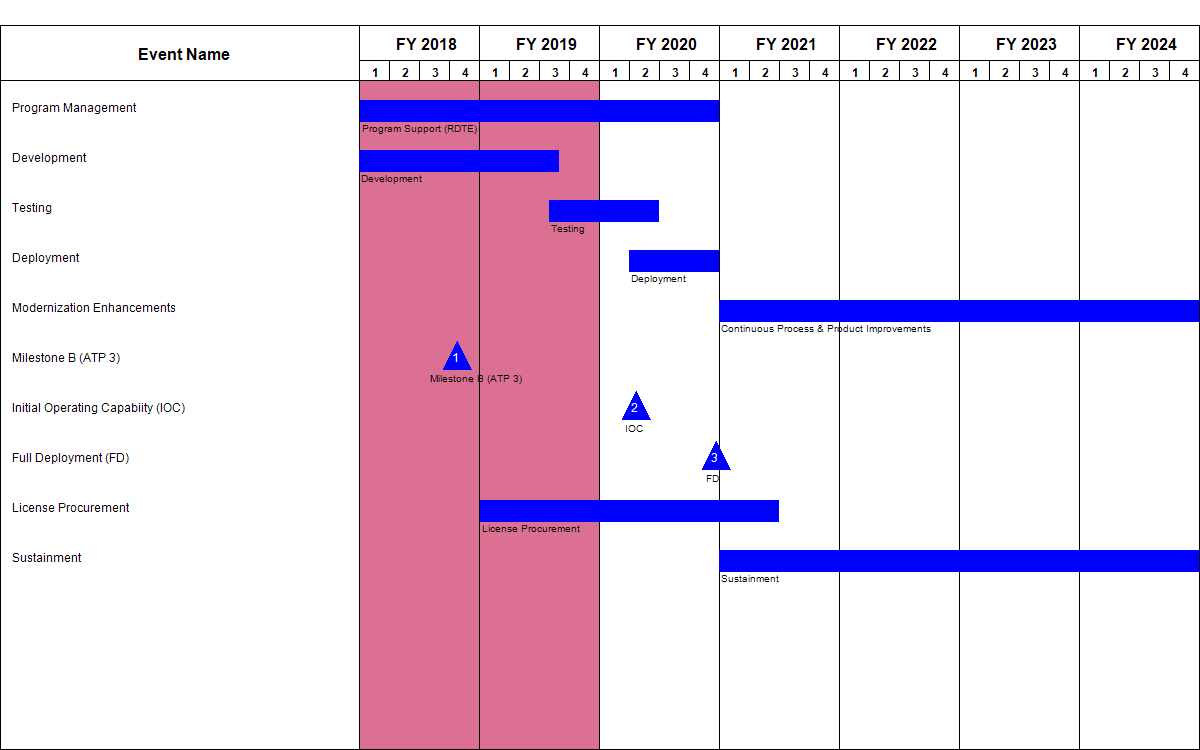 Event Name
FY 2018 FY 2019 FY 2020 FY 2021 FY 2022 FY 2023 FY 2024
1 2 3 4 1 2 3 4 1 2 3 4 1 2 3 4 1 2 3 4 1 2 3 4 1 2 3 4
Program Management
Program Support (RDTE)
Development
Development
Testing
Testing
Deployment
Deployment
Modernization Enhancements
Continuous Process & Product Improvements
Milestone B (ATP 3)
1
Milestone B (ATP 3)
Initial Operating Capabiity (IOC)
2
IOC
Full Deployment (FD)
3
FD
License Procurement
License Procurement
Sustainment
Sustainment